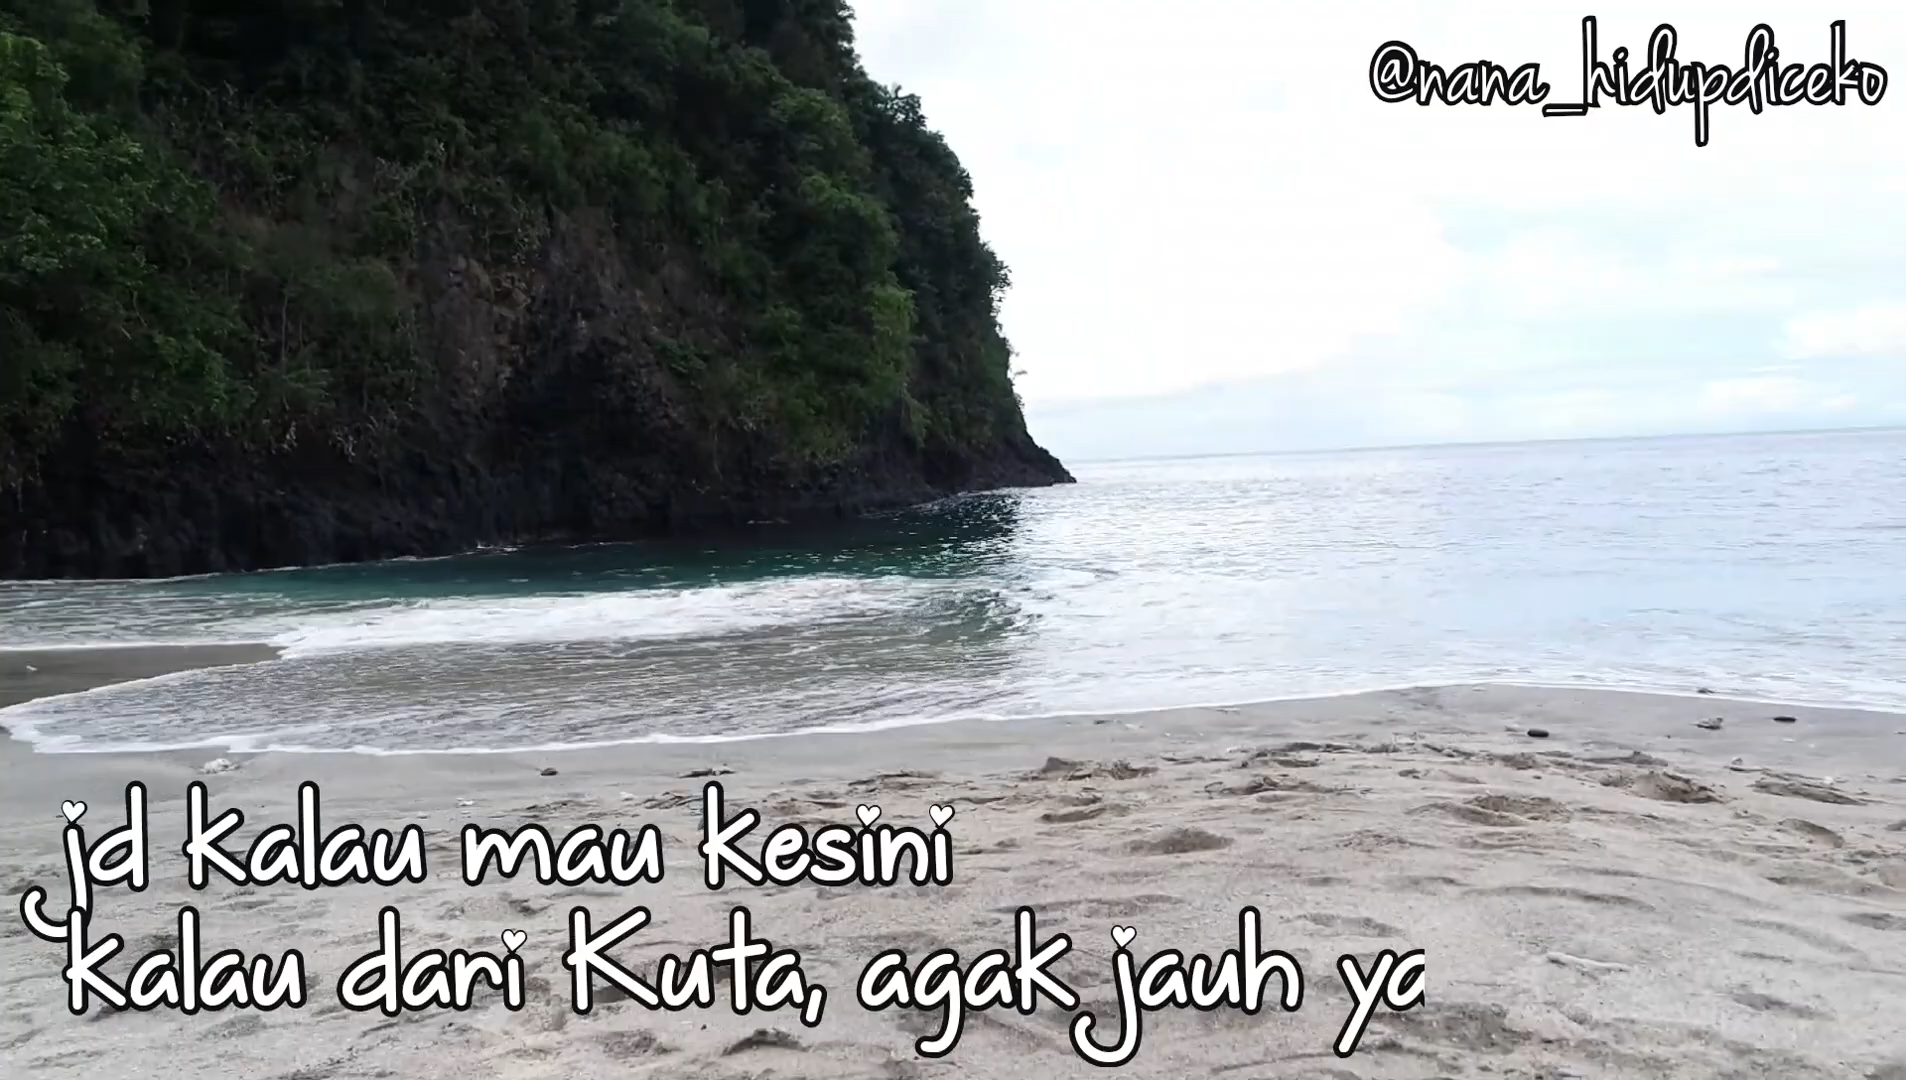 @nana_hidupdiceko
jd kalau mau kesini
kalau dari Kuta, agak jauh ya